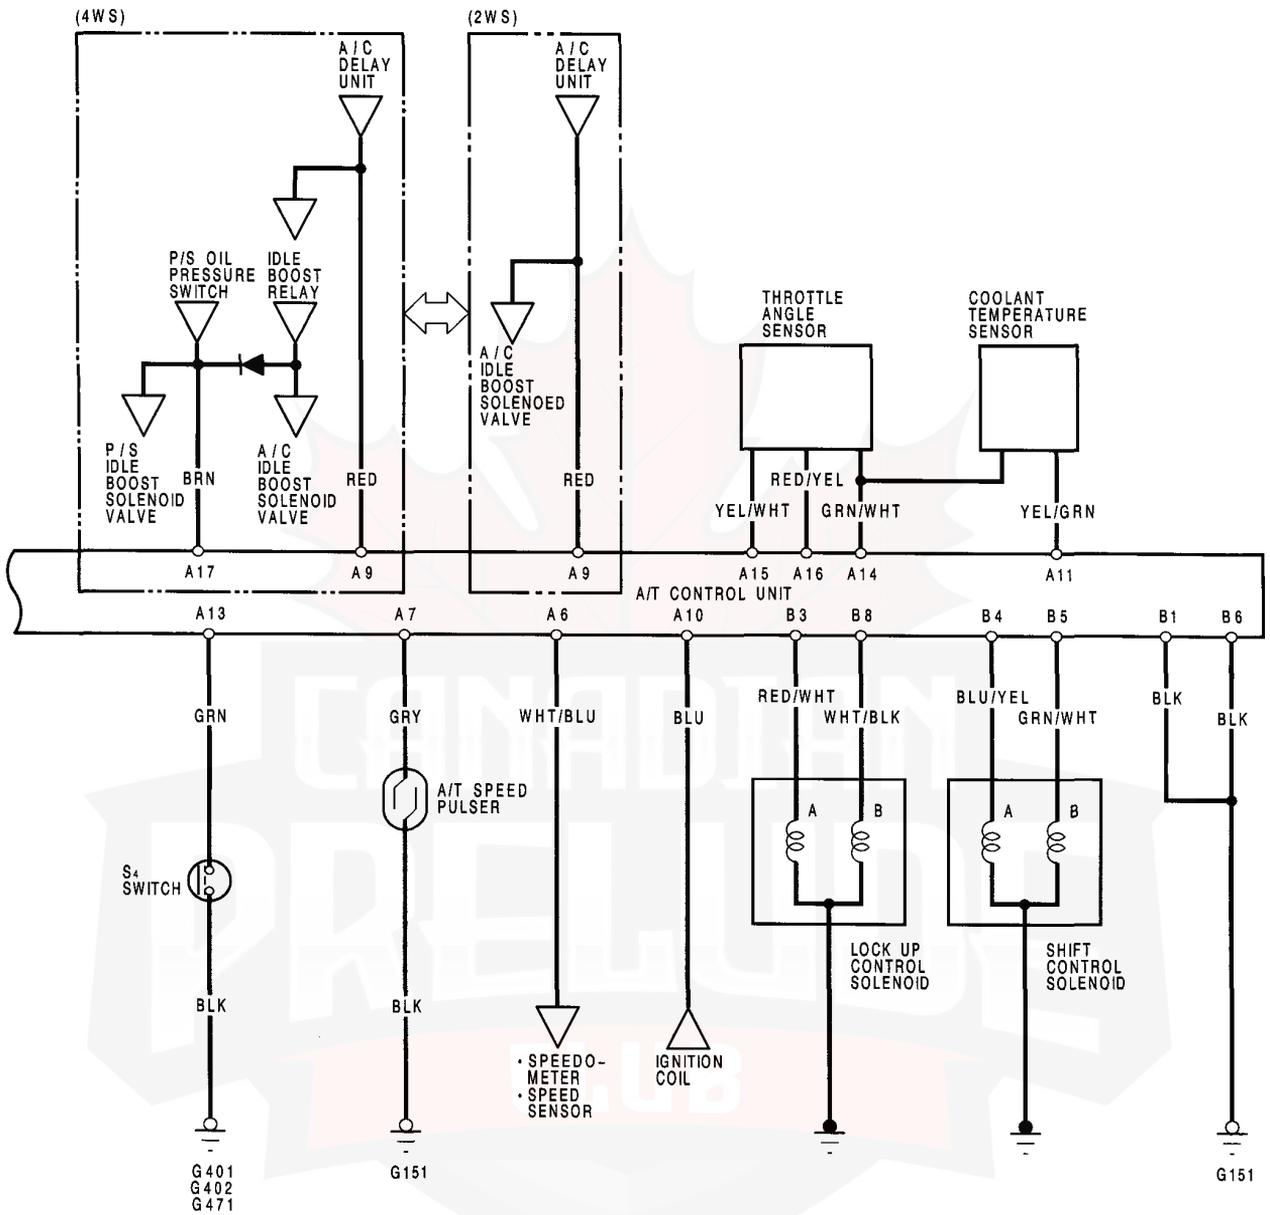 (4WS)
(2WS)
A/C
DELAY
UNIT
A/C
DELAY
UNIT
P/S OIL
PRESSURE
SWITCH
IDLE
BOOST
RELAY
THROTTLE
ANGLE
SENSOR
COOLANT
TEMPERATURE
SENSOR
A/C
IDLE
BOOST
SOLENOED
VALVE
P/S
IDLE
BOOST
SOLENOID
VALVE
BRN
A/C
IDLE
BOOST
SOLENOID
VALVE
RED
RED
RED/YEL
YEL/WHT
GRN/WHT
YEL/GRN
A17
A9
A9
A15
A16
A14
A11
A/T CONTROL UNIT
A13
A7
A6
A10
B3
B8
B4
B5
B1
B6
GRN
GRY
WHT/BLU
BLU
RED/WHT
WHT/BLK
BLU/YEL
GRN/WHT
BLK
BLK
CANADIAN
PRELUDE
CLUB
A/T SPEED
PULSER
A
B
A
B
S4
SWITCH
LOCK UP
CONTROL
SOLENOID
SHIFT
CONTROL
SOLENOID
BLK
BLK
• SPEEDO-
METER
• SPEED
SENSOR
IGNITION
COIL
G401
G402
G471
G151
G151